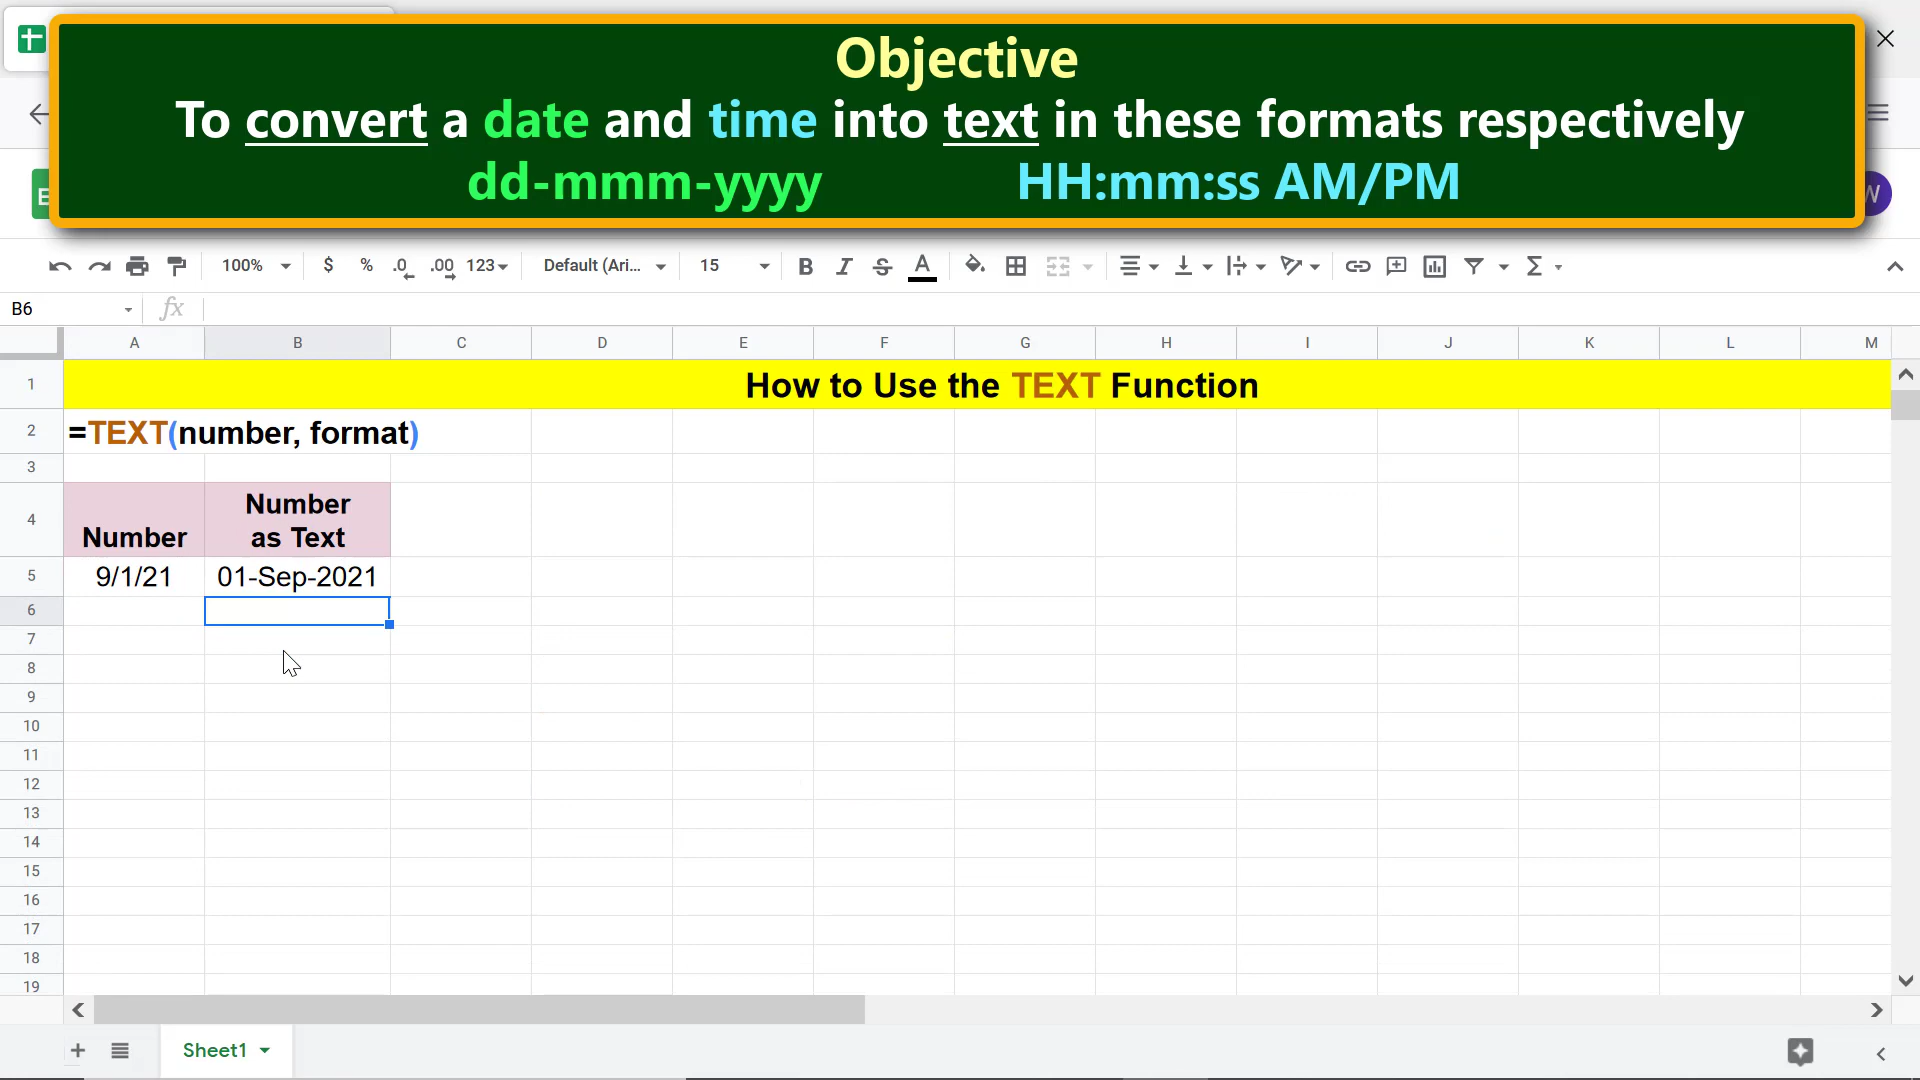 Objective
To convert a date and time into text in these formats respectively
dd-mmm-yyyy HH:mm:ss AM/PM
E
W
100% $ % .0 .00 123 Default (Ari... 15 B I S A Σ
B6 fx
A B C D E F G H I J K L M
1 How to Use the TEXT Function
2 =TEXT(number, format)
3
4 Number Number
as Text
5 9/1/21 01-Sep-2021
6
7
8
9
10
11
12
13
14
15
16
17
18
19
+ Sheet1